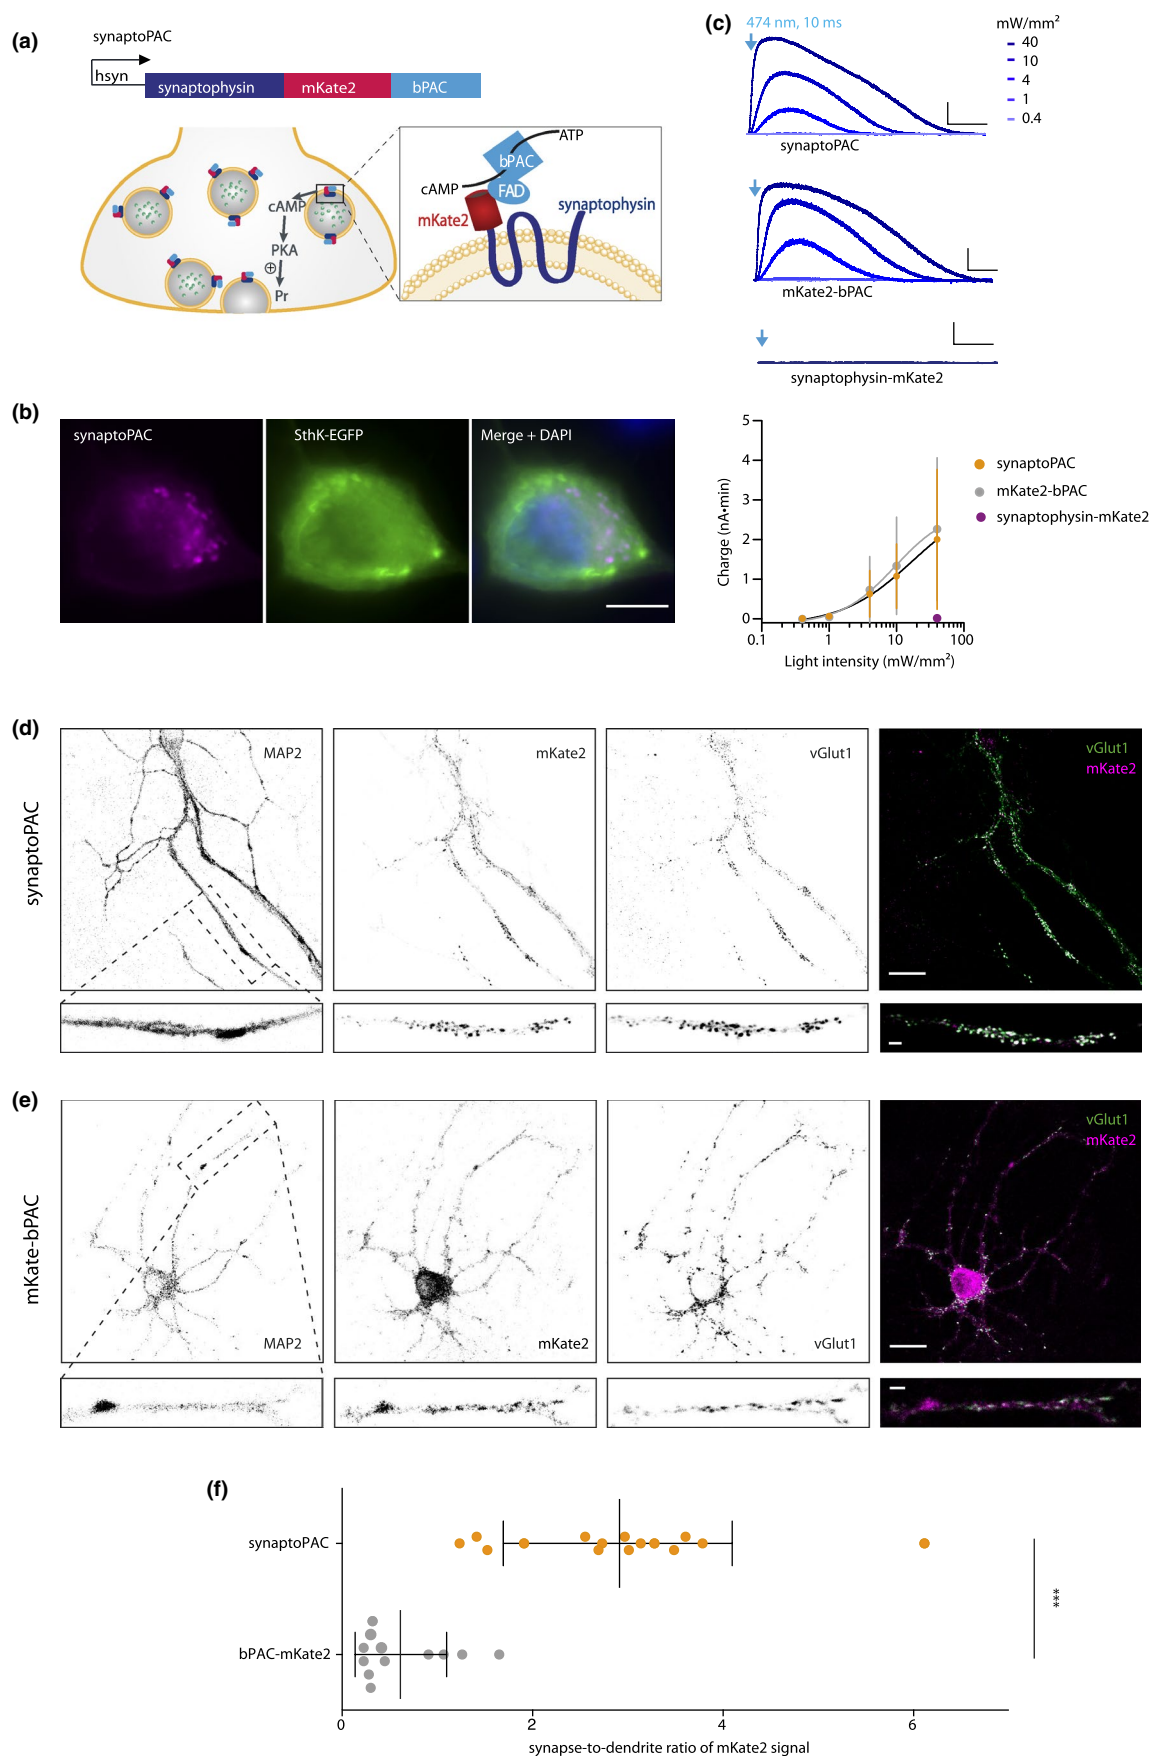 (a)
synaptoPAC
hsyn
synaptophysin mKate2 bPAC
cAMP
PKA
⊕
Pr
ATP
bPAC
cAMP
FAD
mKate2
synaptophysin
(b)
synaptoPAC
SthK-EGFP
Merge + DAPI
(c)
474 nm, 10 ms
mW/mm²
40
10
4
1
0.4
synaptoPAC
mKate2-bPAC
synaptophysin-mKate2
Charge (nA•min)
5
4
3
2
1
0
0.1 1 10 100
Light intensity (mW/mm²)
synaptoPAC
mKate2-bPAC
synaptophysin-mKate2
(d)
synaptoPAC
MAP2
mKate2
vGlut1
vGlut1
mKate2
(e)
mKate-bPAC
MAP2
mKate2
vGlut1
vGlut1
mKate2
(f)
synaptoPAC
bPAC-mKate2
***
0 2 4 6
synapse-to-dendrite ratio of mKate2 signal